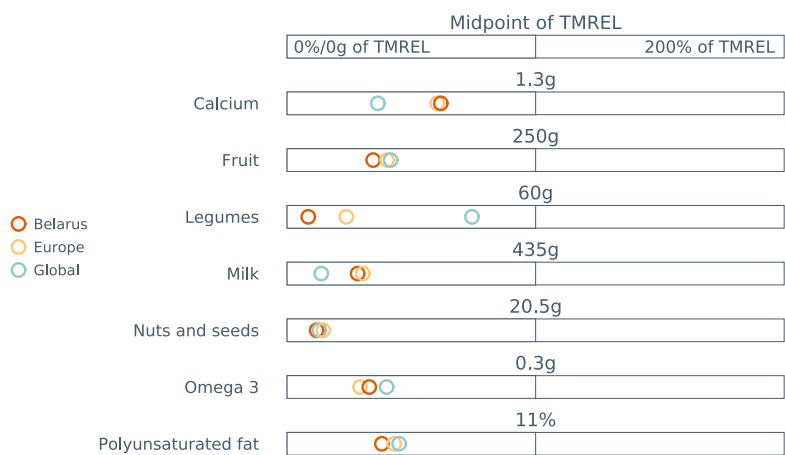 Midpoint of TMREL
0%/0g of TMREL 200% of TMREL
1.3g
Calcium
250g
Fruit
60g
Legumes
435g
Milk
20.5g
Nuts and seeds
0.3g
Omega 3
11%
Polyunsaturated fat
Belarus
Europe
Global